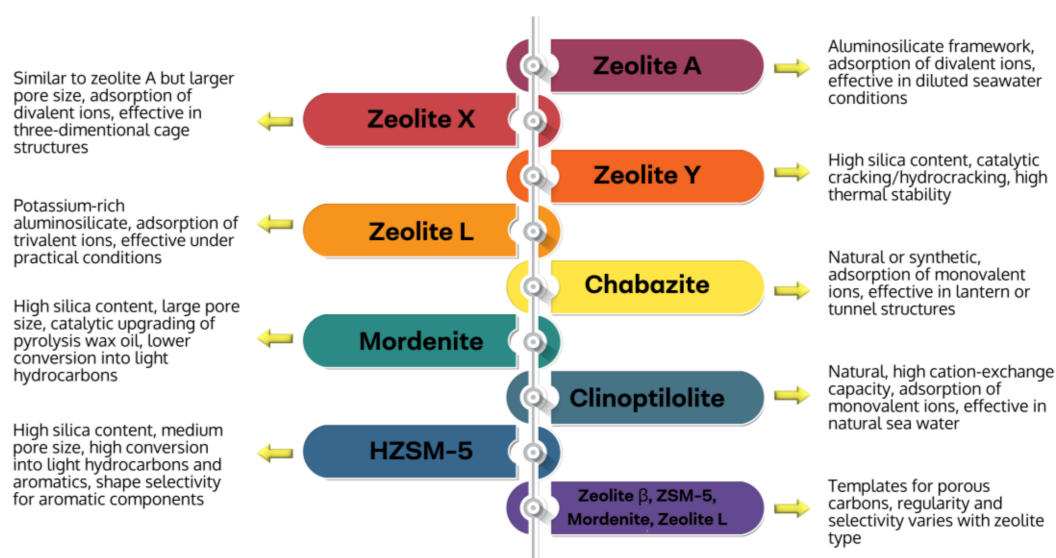 Zeolite A
Aluminosilicate framework,
adsorption of divalent ions,
effective in diluted seawater
conditions
Similar to zeolite A but larger
pore size, adsorption of
divalent ions, effective in
three-dimentional cage
structures
Zeolite X
Zeolite Y
High silica content, catalytic
cracking/hydrocracking, high
thermal stability
Potassium-rich
aluminosilicate, adsorption of
trivalent ions, effective under
practical conditions
Zeolite L
Chabazite
Natural or synthetic,
adsorption of monovalent
ions, effective in lantern or
tunnel structures
High silica content, large pore
size, catalytic upgrading of
pyrolysis wax oil, lower
conversion into light
hydrocarbons
Mordenite
Clinoptilolite
Natural, high cation-exchange
capacity, adsorption of
monovalent ions, effective in
natural sea water
High silica content, medium
pore size, high conversion
into light hydrocarbons and
aromatics, shape selectivity
for aromatic components
HZSM-5
Zeolite β, ZSM-5,
Mordenite, Zeolite L
Templates for porous
carbons, regularity and
selectivity varies with zeolite
type